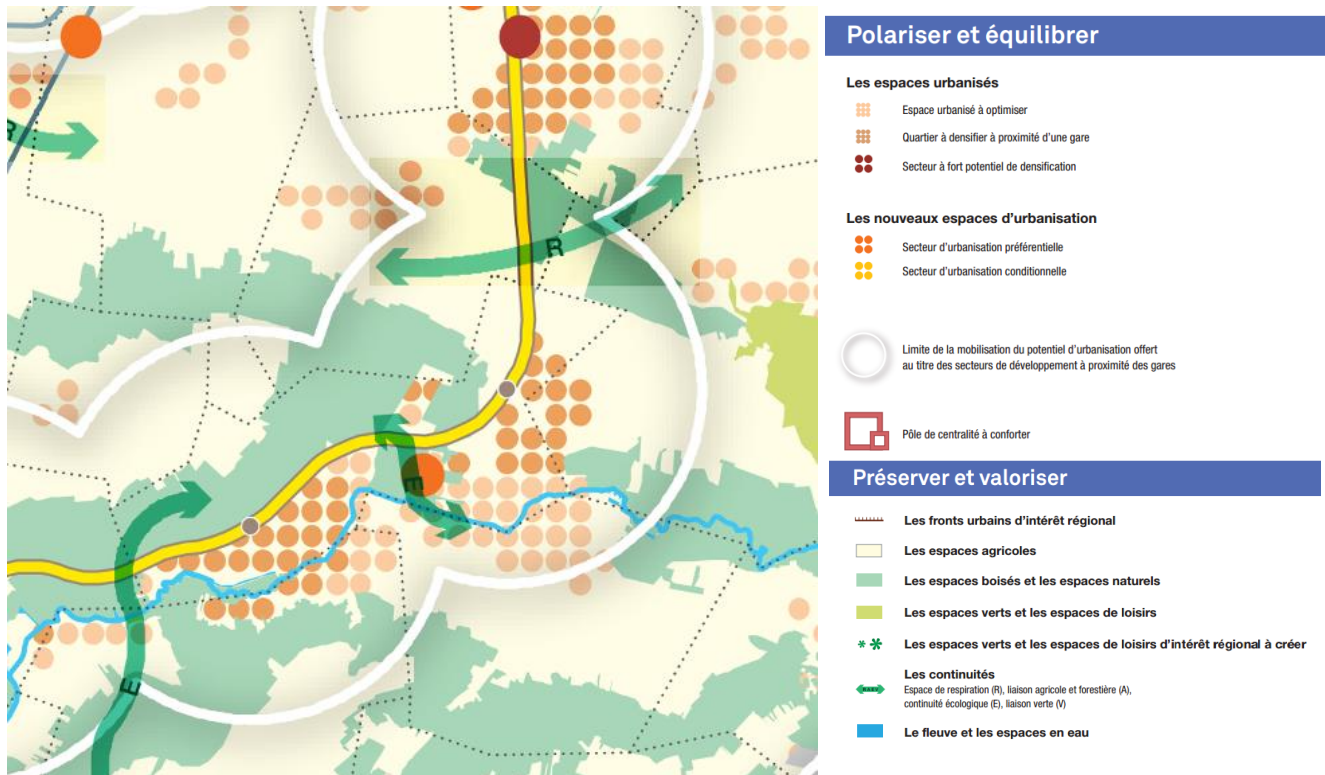 R
R
E
E
Polariser et équilibrer
Les espaces urbanisés
Espace urbanisé à optimiser
Quartier à densifier à proximité d'une gare
Secteur à fort potentiel de densification
Les nouveaux espaces d'urbanisation
Secteur d'urbanisation préférentielle
Secteur d'urbanisation conditionnelle
Limite de la mobilisation du potentiel d'urbanisation offert
au titre des secteurs de développement à proximité des gares
Pôle de centralité à conforter
Préserver et valoriser
Les fronts urbains d'intérêt régional
Les espaces agricoles
Les espaces boisés et les espaces naturels
Les espaces verts et les espaces de loisirs
Les espaces verts et les espaces de loisirs d'intérêt régional à créer
Les continuités
Espace de respiration (R), liaison agricole et forestière (A),
continuité écologique (E), liaison verte (V)
Le fleuve et les espaces en eau